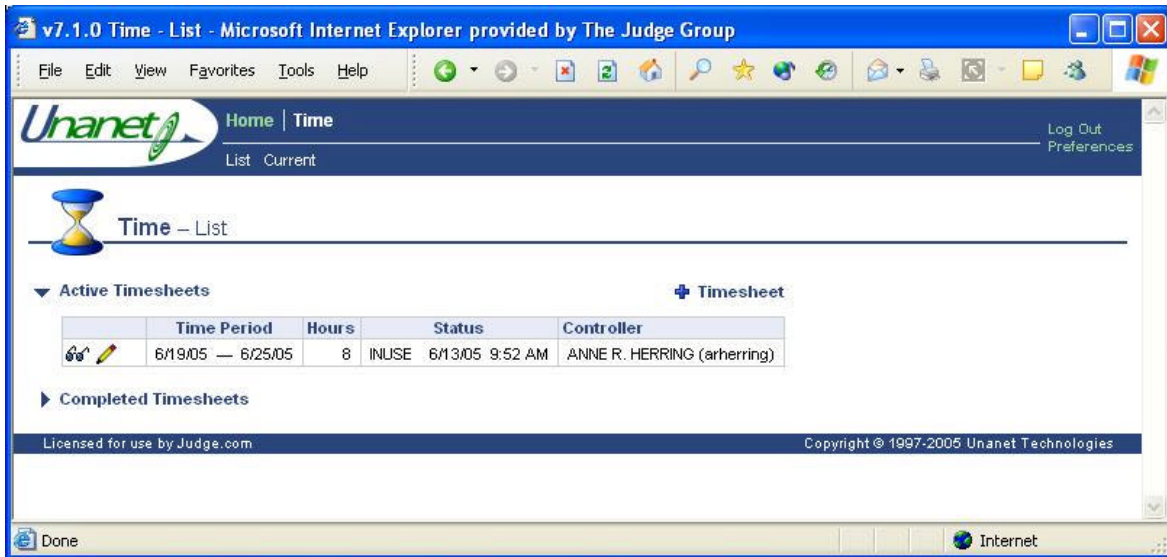 v7.1.0 Time - List - Microsoft Internet Explorer provided by The Judge Group
File Edit View Favorites Tools Help
Unanet
Home | Time
Log Out
Preferences
List Current
Time – List
Active Timesheets
Timesheet
Time Period Hours Status Controller
6/19/05 — 6/25/05 8 INUSE 6/13/05 9:52 AM ANNE R. HERRING (arherring)
Completed Timesheets
Licensed for use by Judge.com Copyright © 1997-2005 Unanet Technologies
Done Internet